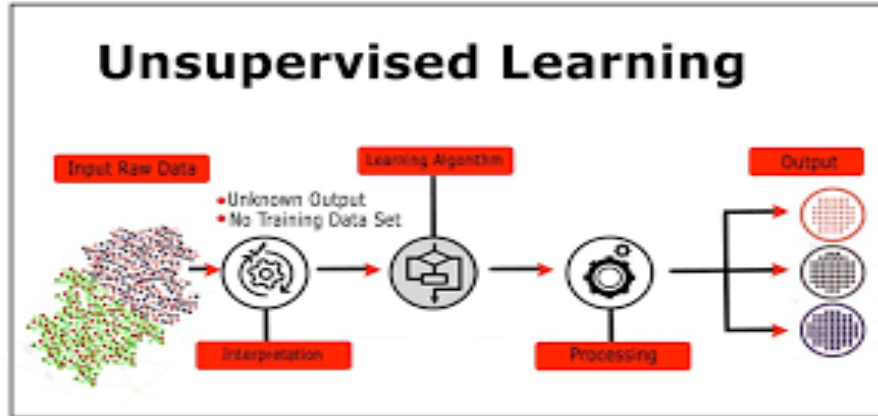 Unsupervised Learning
Input Raw Data
Learning Algorithm
Output
•Unknown Output
•No Training Data Set
Interpretation
Processing